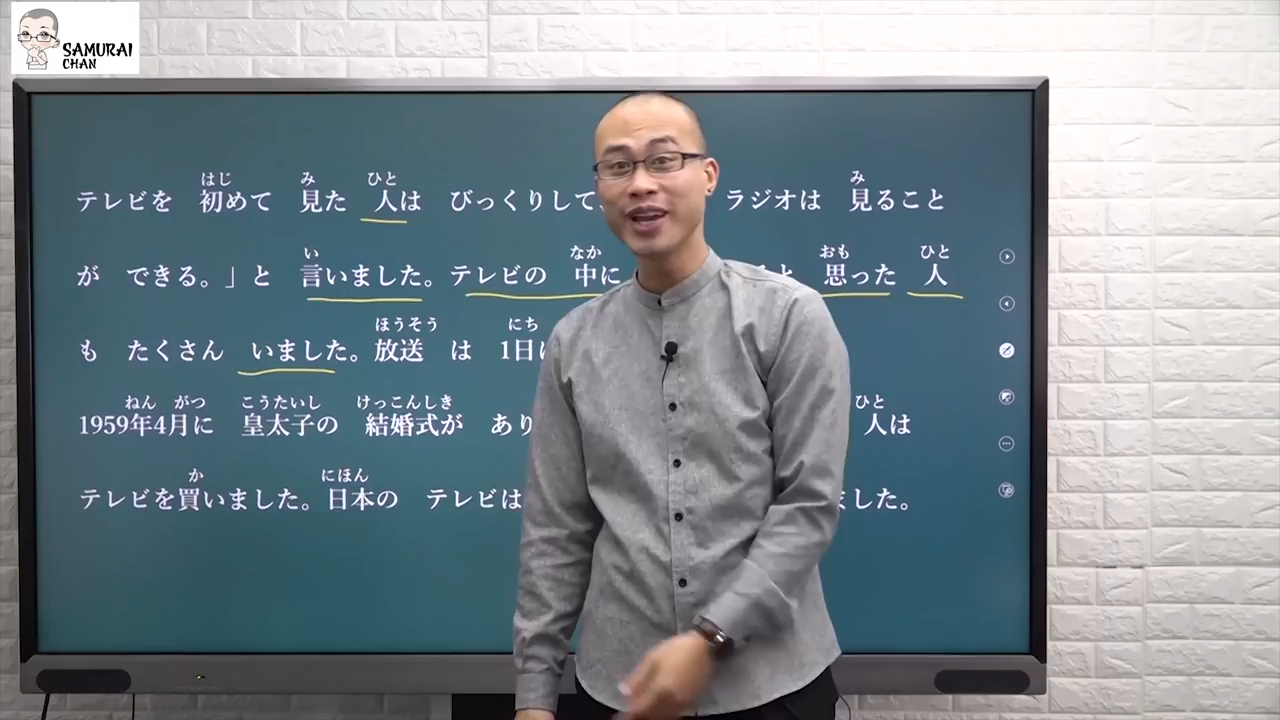 SAMURAI
CHAN
はじ み ひと み
テレビを 初めて 見た 人は びっくりして、 ラジオは 見ること
い なか おも ひと
が できる。」と 言いました。テレビの 中に と 思った 人
ほうそう にち
も たくさん いました。放送 は 1日
ねん がつ こうたいし けっこんしき ひと
1959年4月に 皇太子の 結婚式が あり 人は
か にほん
テレビを買いました。日本の テレビは ました。